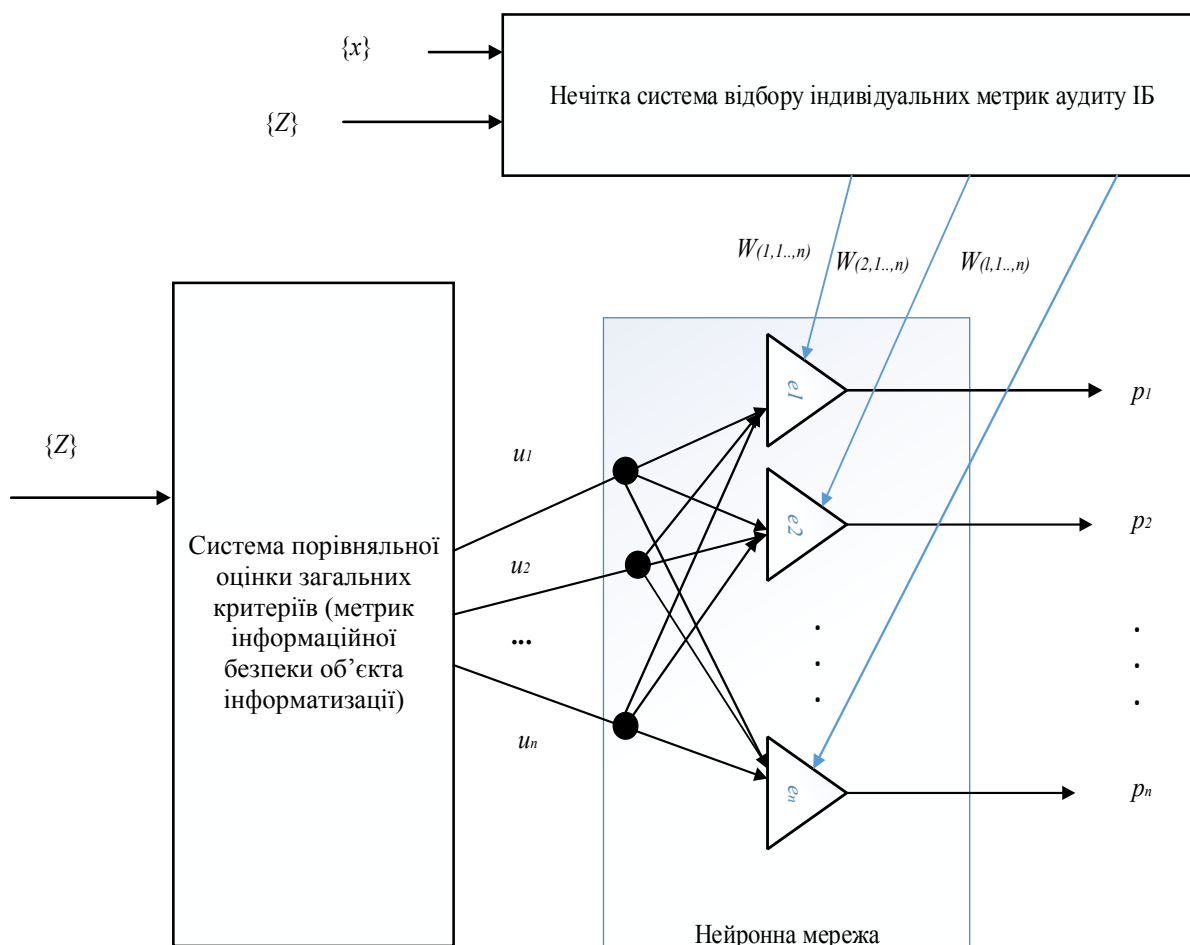 {x}
Нечітка система відбору індивідуальних метрик аудиту ІБ
{Z}
W(1,1..,n)
W(2,1..,n)
W(l,1..,n)
e1
p1
{Z}
u1
e2
p2
Система порівняльної
оцінки загальних
критеріїв (метрик
інформаційної
безпеки об’єкта
інформатизації)
u2
...
un
en
pn
Нейронна мережа